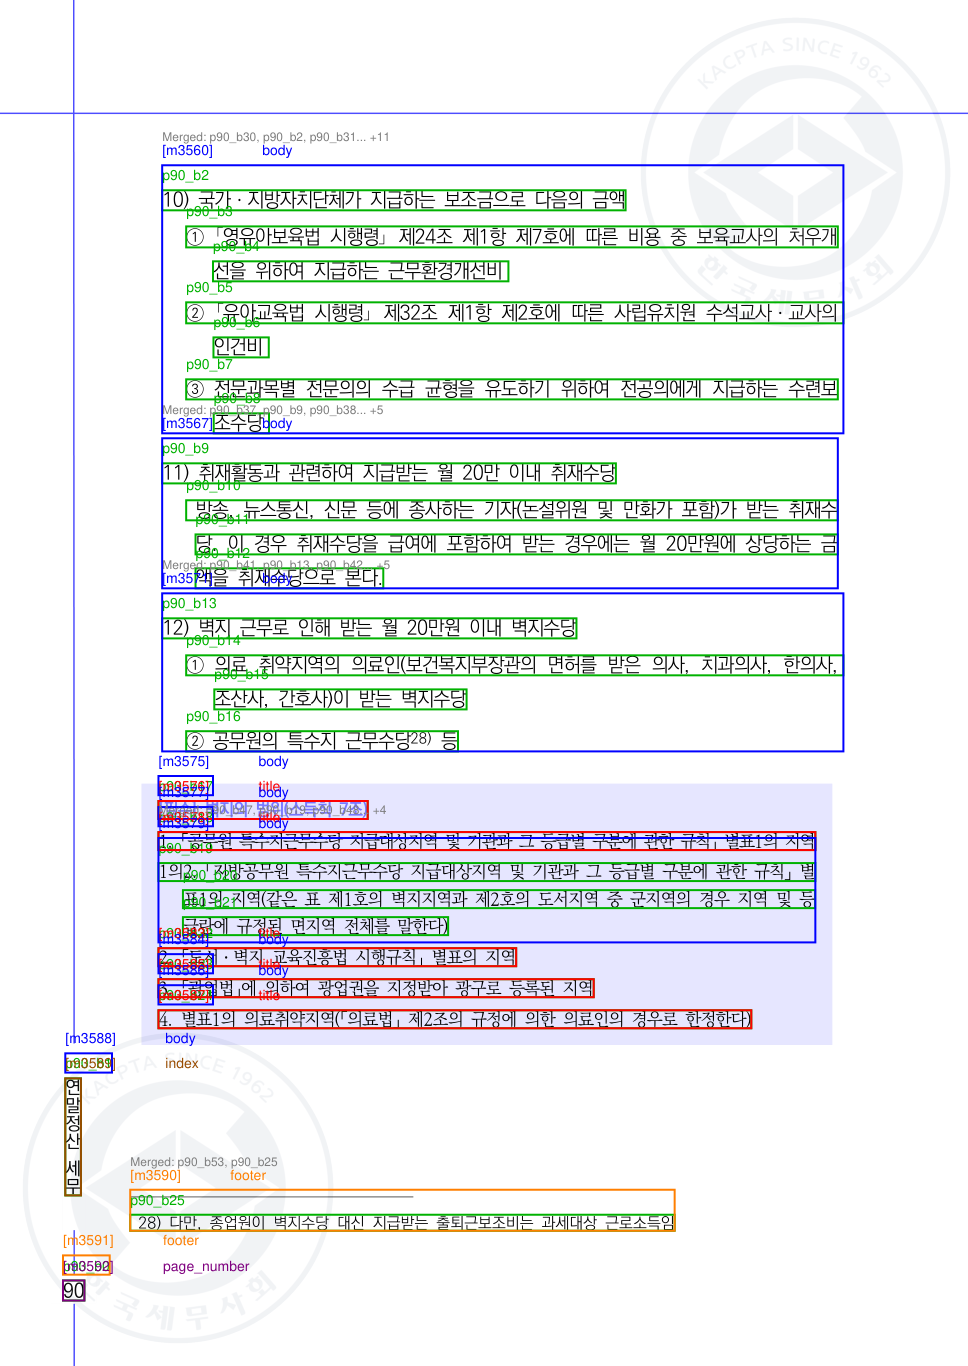 KACPTA SINCE 1962
한국세무사회
Merged: p90_b30, p90_b2, p90_b31... +11
[m3560] body
p90_b2
10) 국가·지방자치단체가 지급하는 보조금으로 다음의 금액
p90_b3
① 「영유아보육법 시행령」 제24조 제1항 제7호에 따른 비용 중 보육교사의 처우개
p90_b4
선을 위하여 지급하는 근무환경개선비
p90_b5
② 「유아교육법 시행령」 제32조 제1항 제2호에 따른 사립유치원 수석교사·교사의
p90_b6
인건비
p90_b7
③ 전문과목별 전문의의 수급 균형을 유도하기 위하여 전공의에게 지급하는 수련보
p90_b8
Merged: p90_b37, p90_b9, p90_b38... +5
[m3567] body
조수당
p90_b9
11) 취재활동과 관련하여 지급받는 월 20만 이내 취재수당
p90_b10
방송, 뉴스통신, 신문 등에 종사하는 기자(논설위원 및 만화가 포함)가 받는 취재수
p90_b11
당. 이 경우 취재수당을 급여에 포함하여 받는 경우에는 월 20만원에 상당하는 금
p90_b12
Merged: p90_b41, p90_b13, p90_b42... +5
body
액을 취재수당으로 본다.
p90_b13
12) 벽지 근무로 인해 받는 월 20만원 이내 벽지수당
p90_b14
① 의료 취약지역의 의료인(보건복지부장관의 면허를 받은 의사, 치과의사, 한의사,
p90_b15
조산사, 간호사)이 받는 벽지수당
p90_b16
② 공무원의 특수지 근무수당28) 등
[m3575] body
[m3576] title
[m3577] body
벽지의 범위(소득칙 7조)
[m3579] body
1. 「공무원 특수지근무수당 지급대상지역 및 기관과 그 등급별 구분에 관한 규칙」 별표1의 지역
p90_b19
1의2. 「지방공무원 특수지근무수당 지급대상지역 및 기관과 그 등급별 구분에 관한 규칙」 별
p90_b20
표1의 지역(같은 표 제1호의 벽지지역과 제2호의 도서지역 중 군지역의 경우 지역 및 등
p90_b21
급란에 규정된 면지역 전체를 말한다)
title
[m3584] body
2. 「도서·벽지 교육진흥법 시행규칙」 별표의 지역
title
[m3586] body
3. 「광업법」에 의하여 광업권을 지정받아 광구로 등록된 지역
title
4. 별표1의 의료취약지역(「의료법」 제2조의 규정에 의한 의료인의 경우로 한정한다)
[m3588] body
[m3589] index
연말정산 세무
KACPTA SINCE 1962
Merged: p90_b53, p90_b25
[m3590] footer
p90_b25
28) 다만, 종업원이 벽지수당 대신 지급받는 출퇴근보조비는 과세대상 근로소득임
[m3591] footer
[m3592] page_number
90
한국세무사회